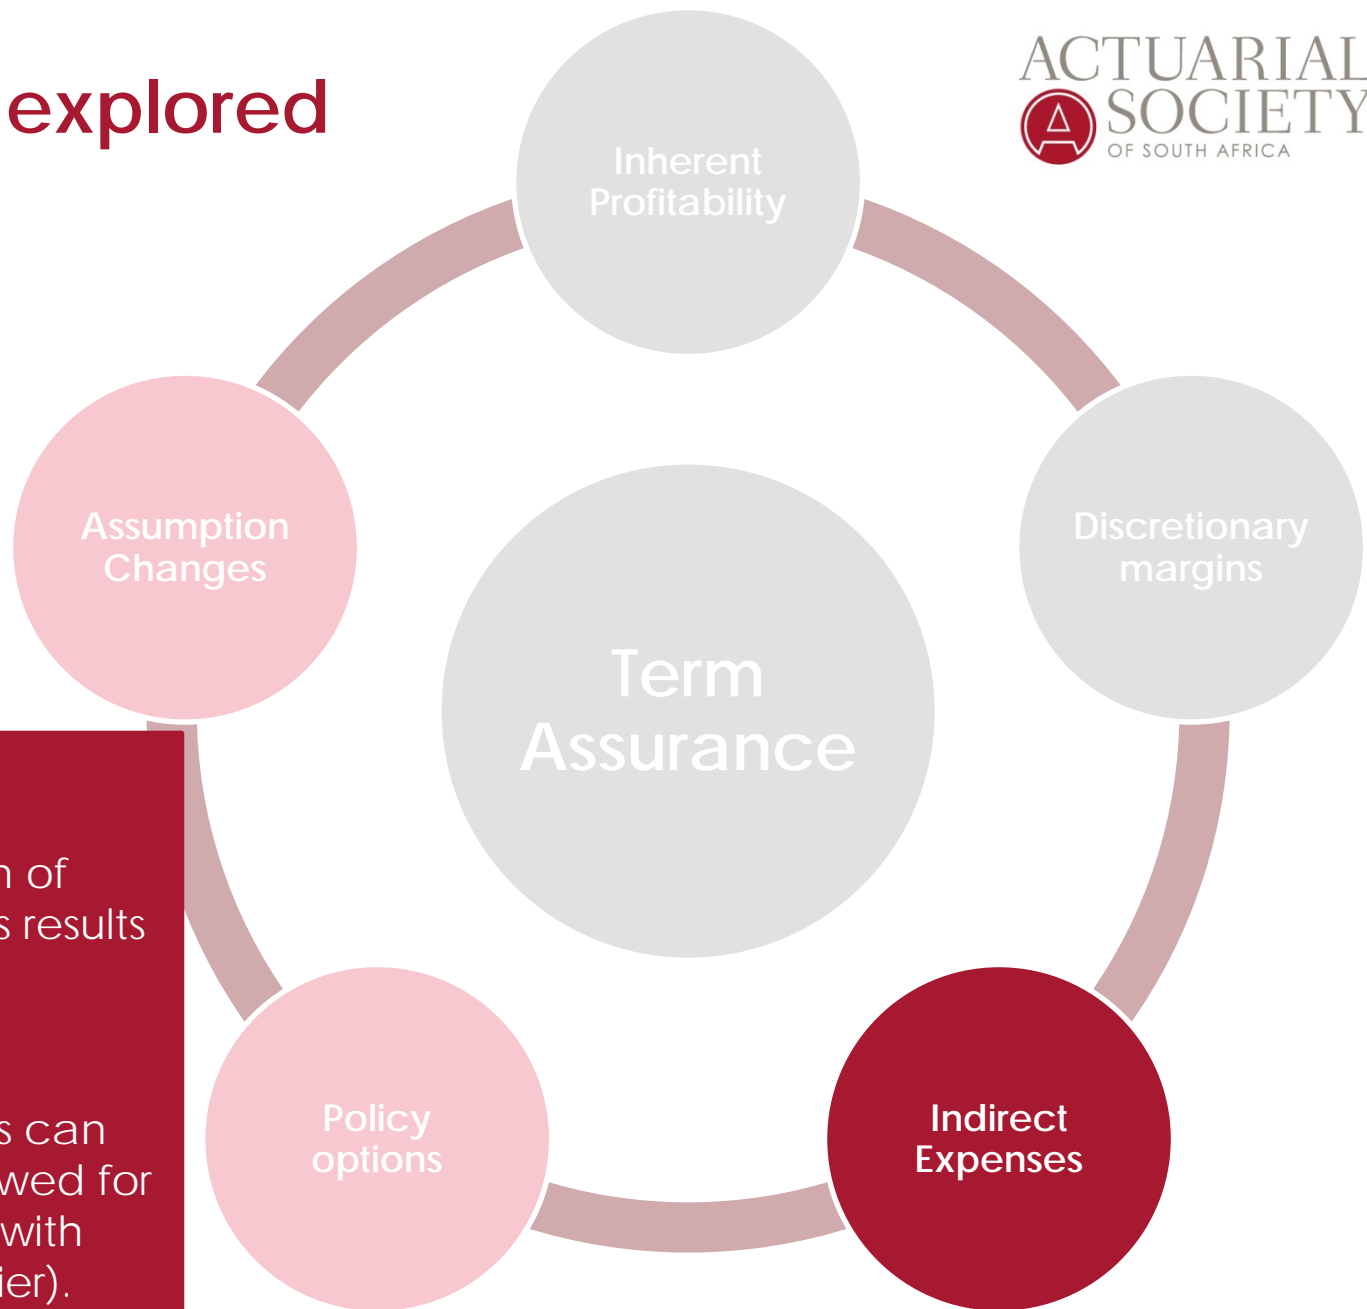 explored
ACTUARIAL
SOCIETY
OF SOUTH AFRICA
Inherent
Profitability
Assumption
Changes
Discretionary
margins
Term
Assurance
n of
s results
s can
wed for
with
ier).
Policy
options
Indirect
Expenses